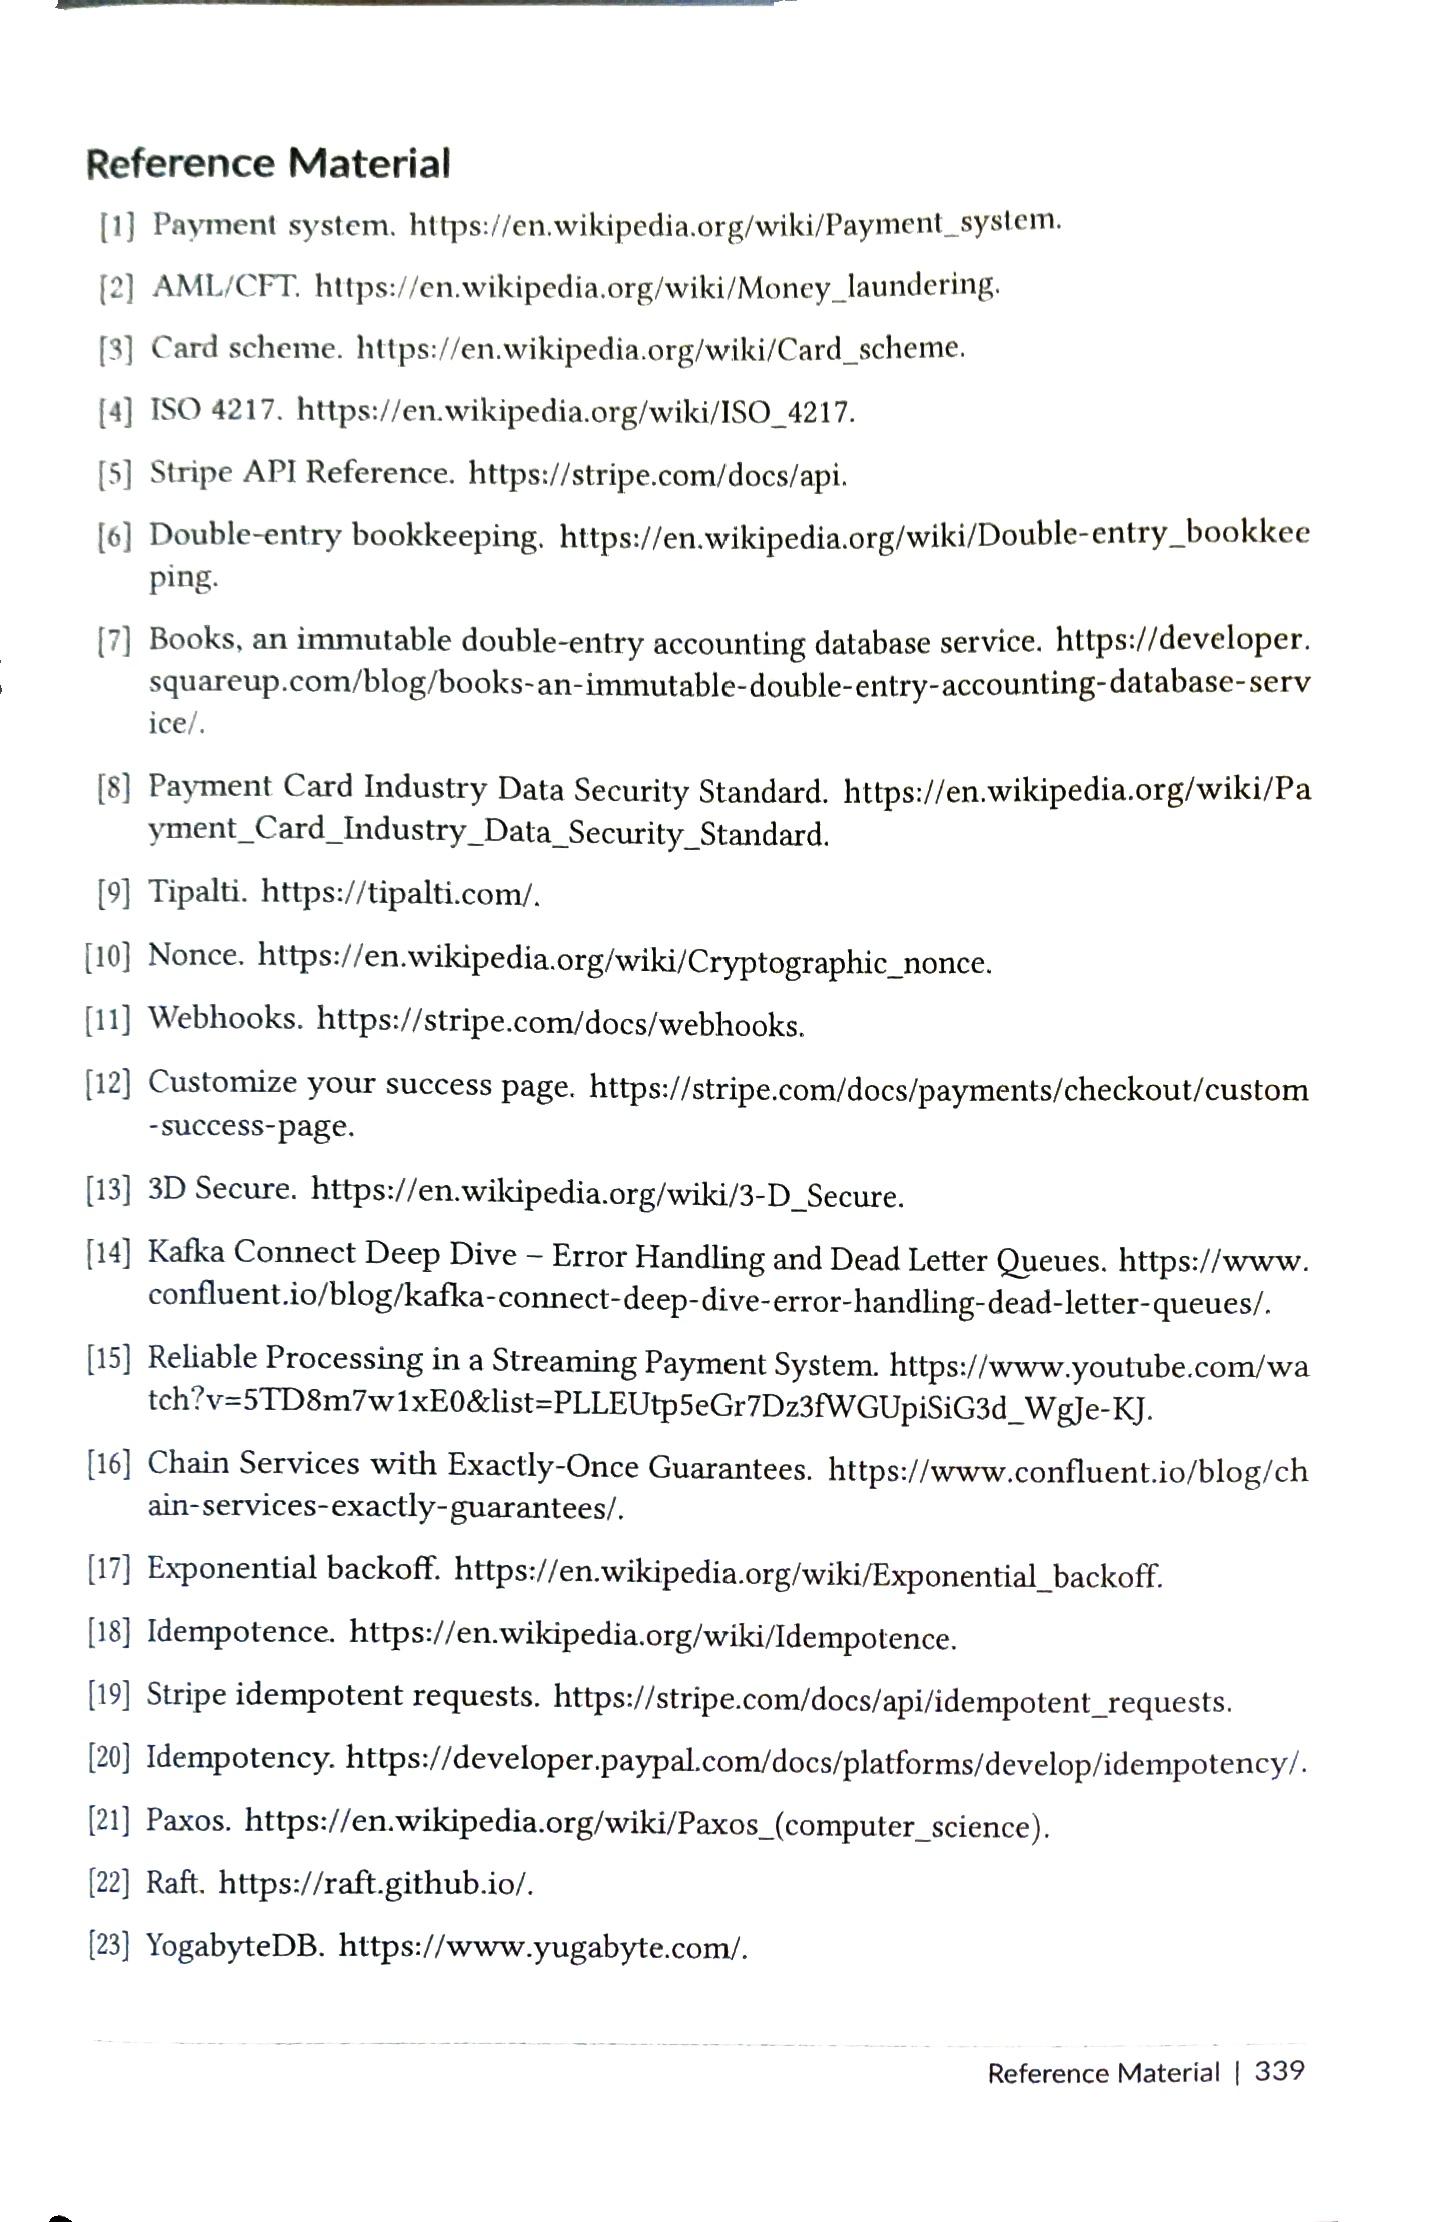 Reference Material
[1] Payment system. https://en.wikipedia.org/wiki/Payment_system.
[2] AML/CFT. https://en.wikipedia.org/wiki/Money_laundering.
[3] Card scheme. https://en.wikipedia.org/wiki/Card_scheme.
[4] ISO 4217. https://en.wikipedia.org/wiki/ISO_4217.
[5] Stripe API Reference. https://stripe.com/docs/api.
[6] Double-entry bookkeeping. https://en.wikipedia.org/wiki/Double-entry_bookkee
ping.
[7] Books, an immutable double-entry accounting database service. https://developer.
squareup.com/blog/books-an-immutable-double-entry-accounting-database-serv
ice/.
[8] Payment Card Industry Data Security Standard. https://en.wikipedia.org/wiki/Pa
yment_Card_Industry_Data_Security_Standard.
[9] Tipalti. https://tipalti.com/.
[10] Nonce. https://en.wikipedia.org/wiki/Cryptographic_nonce.
[11] Webhooks. https://stripe.com/docs/webhooks.
[12] Customize your success page. https://stripe.com/docs/payments/checkout/custom
-success-page.
[13] 3D Secure. https://en.wikipedia.org/wiki/3-D_Secure.
[14] Kafka Connect Deep Dive – Error Handling and Dead Letter Queues. https://www.
confluent.io/blog/kafka-connect-deep-dive-error-handling-dead-letter-queues/.
[15] Reliable Processing in a Streaming Payment System. https://www.youtube.com/wa
tch?v=5TD8m7w1xE0&list=PLLEUtp5eGr7Dz3fWGUpiSiG3d_WgJe-KJ.
[16] Chain Services with Exactly-Once Guarantees. https://www.confluent.io/blog/ch
ain-services-exactly-guarantees/.
[17] Exponential backoff. https://en.wikipedia.org/wiki/Exponential_backoff.
[18] Idempotence. https://en.wikipedia.org/wiki/Idempotence.
[19] Stripe idempotent requests. https://stripe.com/docs/api/idempotent_requests.
[20] Idempotency. https://developer.paypal.com/docs/platforms/develop/idempotency/.
[21] Paxos. https://en.wikipedia.org/wiki/Paxos_(computer_science).
[22] Raft. https://raft.github.io/.
[23] YogabyteDB. https://www.yugabyte.com/.
Reference Material | 339